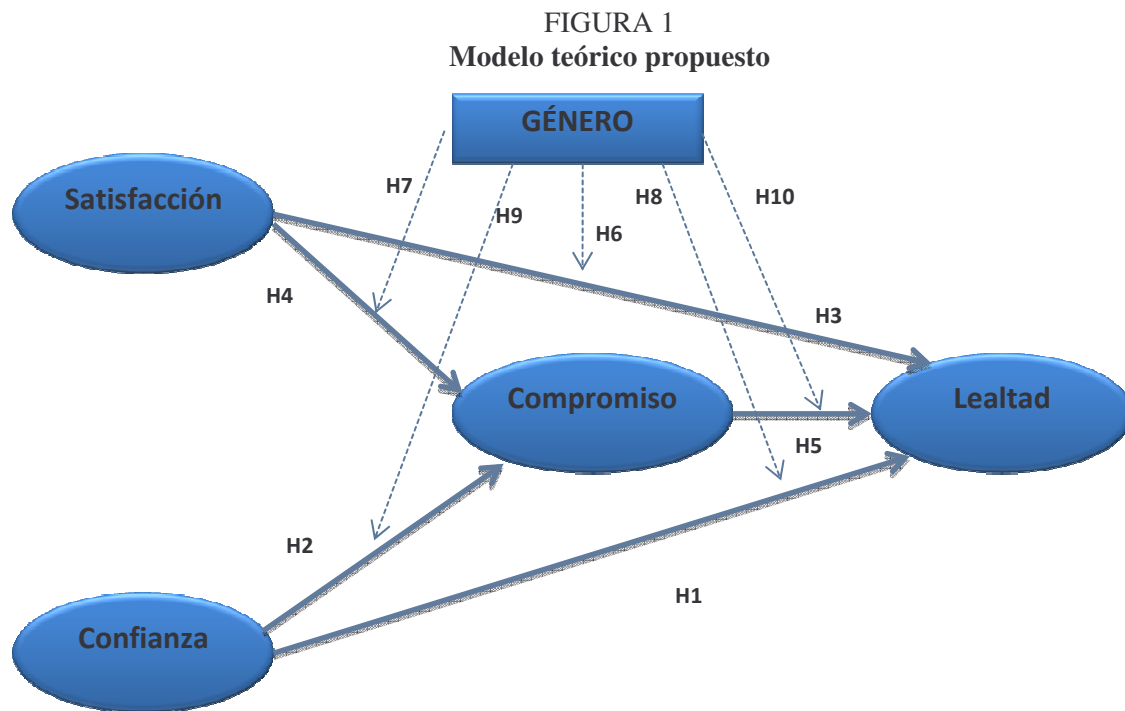 FIGURA 1
Modelo teórico propuesto
GÉNERO
H7
H8
H10
Satisfacción
H9
H6
H4
H3
Compromiso
Lealtad
H5
H2
H1
Confianza